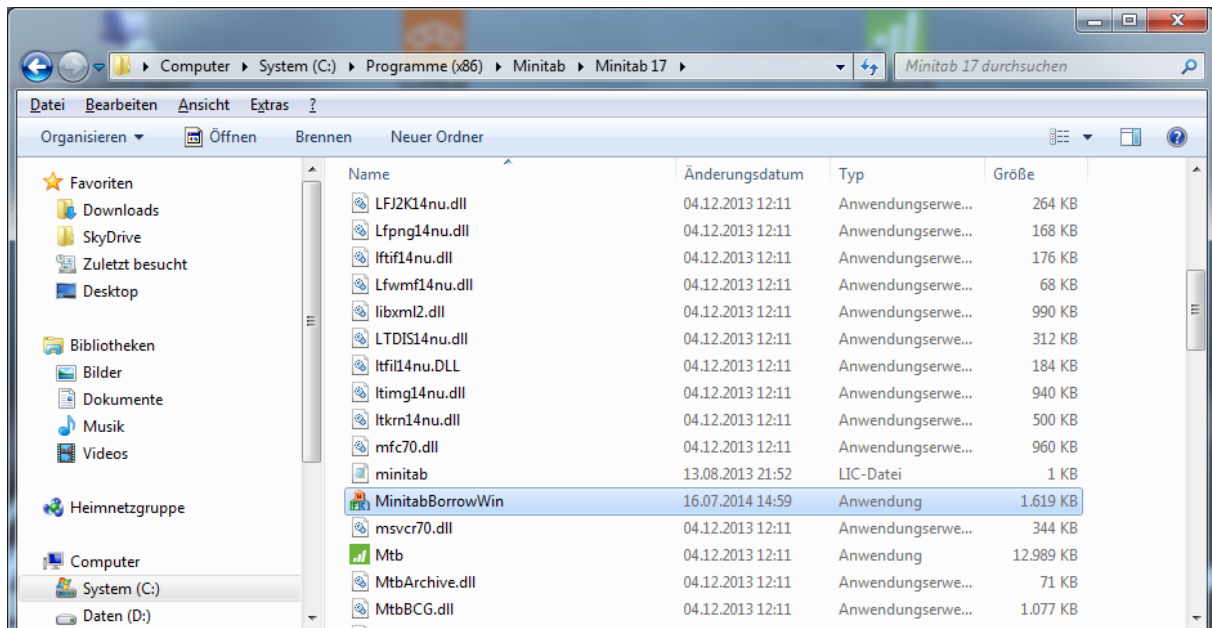 Computer System (C:) Programme (x86) Minitab Minitab 17 Minitab 17 durchsuchen
Datei Bearbeiten Ansicht Extras ?
Organisieren Öffnen Brennen Neuer Ordner
Favoriten
Downloads
SkyDrive
Zuletzt besucht
Desktop
Bibliotheken
Bilder
Dokumente
Musik
Videos
Heimnetzgruppe
Computer
System (C:)
Daten (D:)
Name Änderungsdatum Typ Größe
LFJ2K14nu.dll 04.12.2013 12:11 Anwendungserwe... 264 KB
Lfpng14nu.dll 04.12.2013 12:11 Anwendungserwe... 168 KB
lftif14nu.dll 04.12.2013 12:11 Anwendungserwe... 176 KB
Lfwmf14nu.dll 04.12.2013 12:11 Anwendungserwe... 68 KB
libxml2.dll 04.12.2013 12:11 Anwendungserwe... 990 KB
LTDIS14nu.dll 04.12.2013 12:11 Anwendungserwe... 312 KB
ltfil14nu.DLL 04.12.2013 12:11 Anwendungserwe... 184 KB
ltimg14nu.dll 04.12.2013 12:11 Anwendungserwe... 940 KB
ltkrn14nu.dll 04.12.2013 12:11 Anwendungserwe... 500 KB
mfc70.dll 04.12.2013 12:11 Anwendungserwe... 960 KB
minitab 13.08.2013 21:52 LIC-Datei 1 KB
MinitabBorrowWin 16.07.2014 14:59 Anwendung 1.619 KB
msvcr70.dll 04.12.2013 12:11 Anwendungserwe... 344 KB
Mtb 04.12.2013 12:11 Anwendung 12.989 KB
MtbArchive.dll 04.12.2013 12:11 Anwendungserwe... 71 KB
MtbBCG.dll 04.12.2013 12:11 Anwendungserwe... 1.077 KB